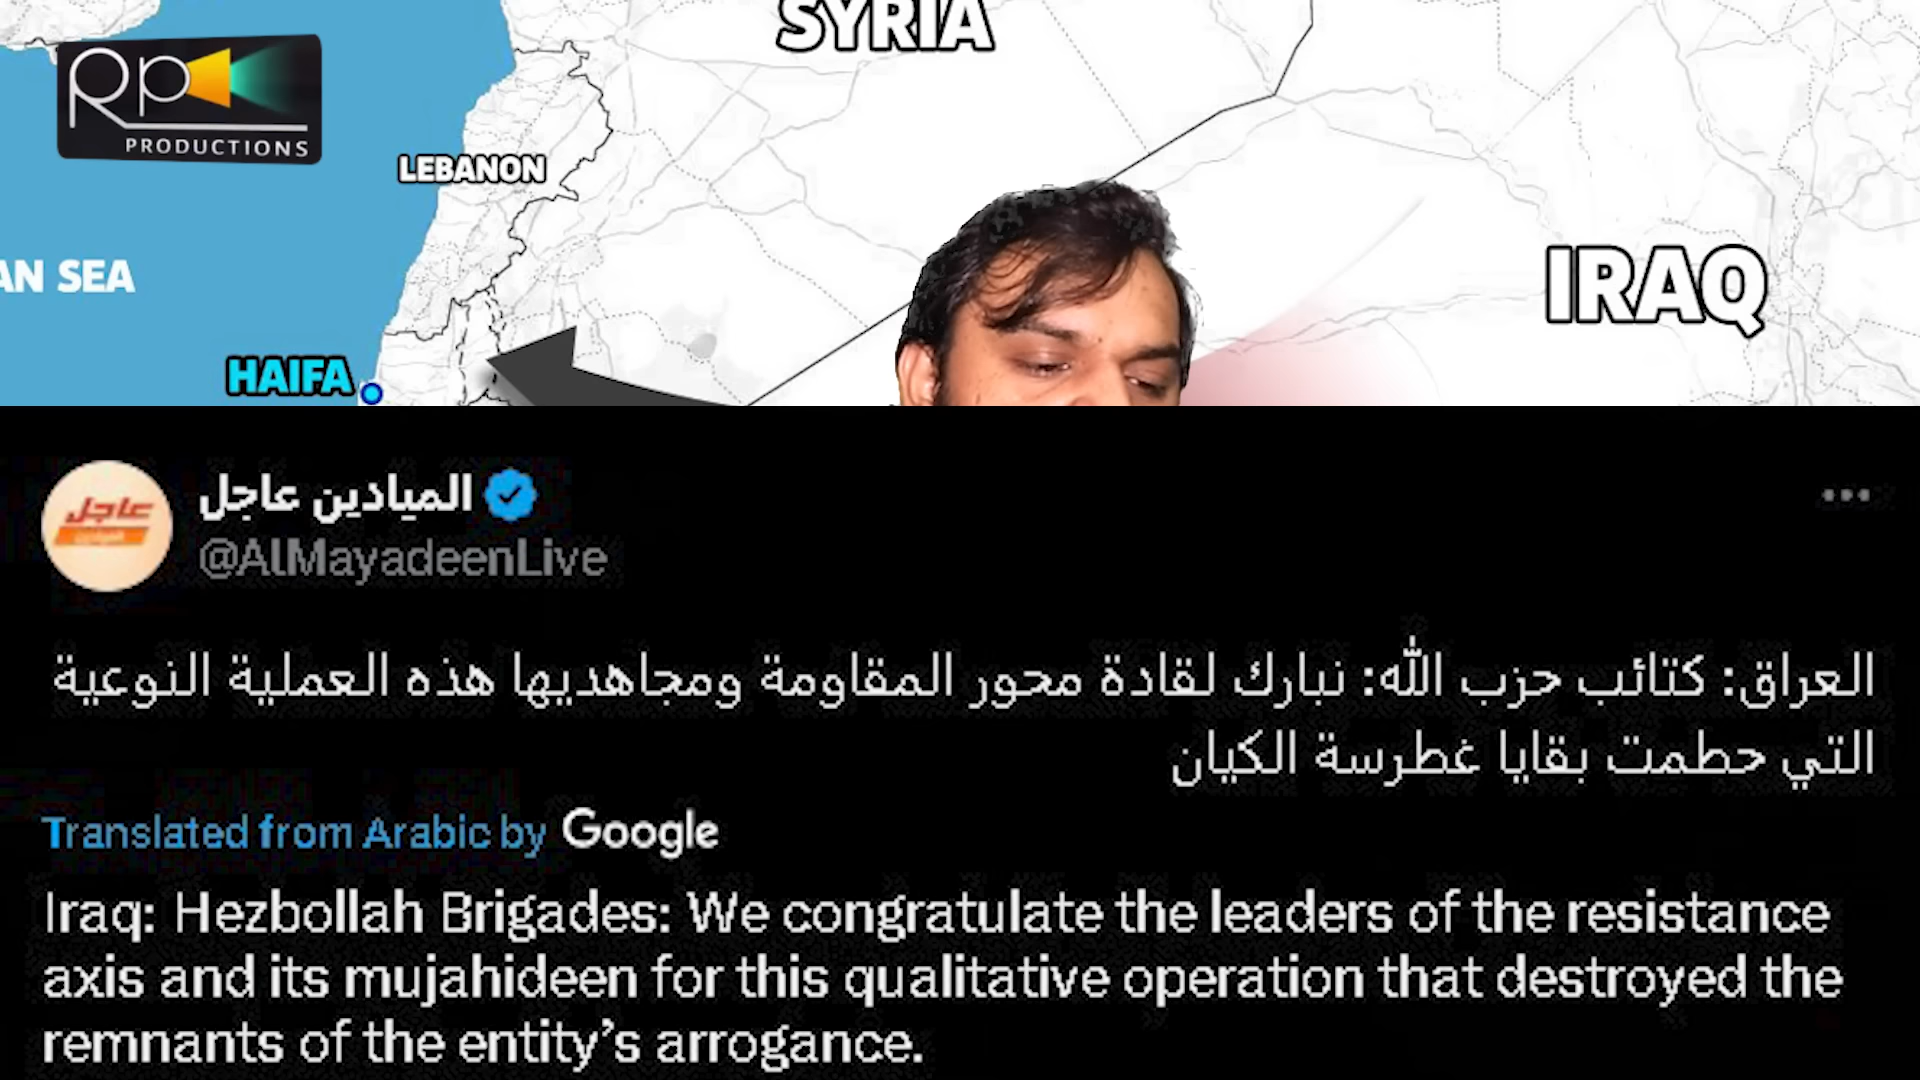 SYRIA
Rp
PRODUCTIONS
LEBANON
AN SEA
IRAQ
HAIFA
الميادين عاجل
عاجل
الميادين
@AlMayadeenLive
العراق: كتائب حزب الله: نبارك لقادة محور المقاومة ومجاهديها هذه العملية النوعية
التي حطمت بقايا غطرسة الكيان
Translated from Arabic by Google
Iraq: Hezbollah Brigades: We congratulate the leaders of the resistance
axis and its mujahideen for this qualitative operation that destroyed the
remnants of the entity’s arrogance.